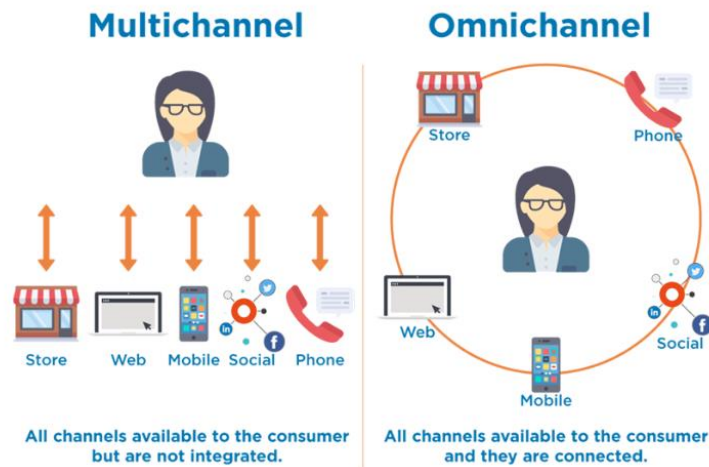 Multichannel
Store Web Mobile Social Phone
All channels available to the consumer
but are not integrated.
Omnichannel
Store
Phone
Web
Social
Mobile
All channels available to the consumer
and they are connected.